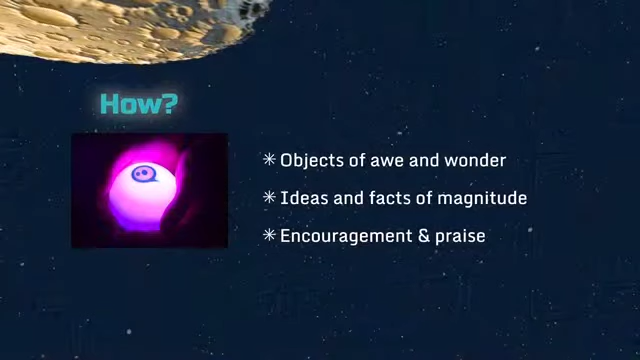 How?
Objects of awe and wonder
Ideas and facts of magnitude
Encouragement & praise